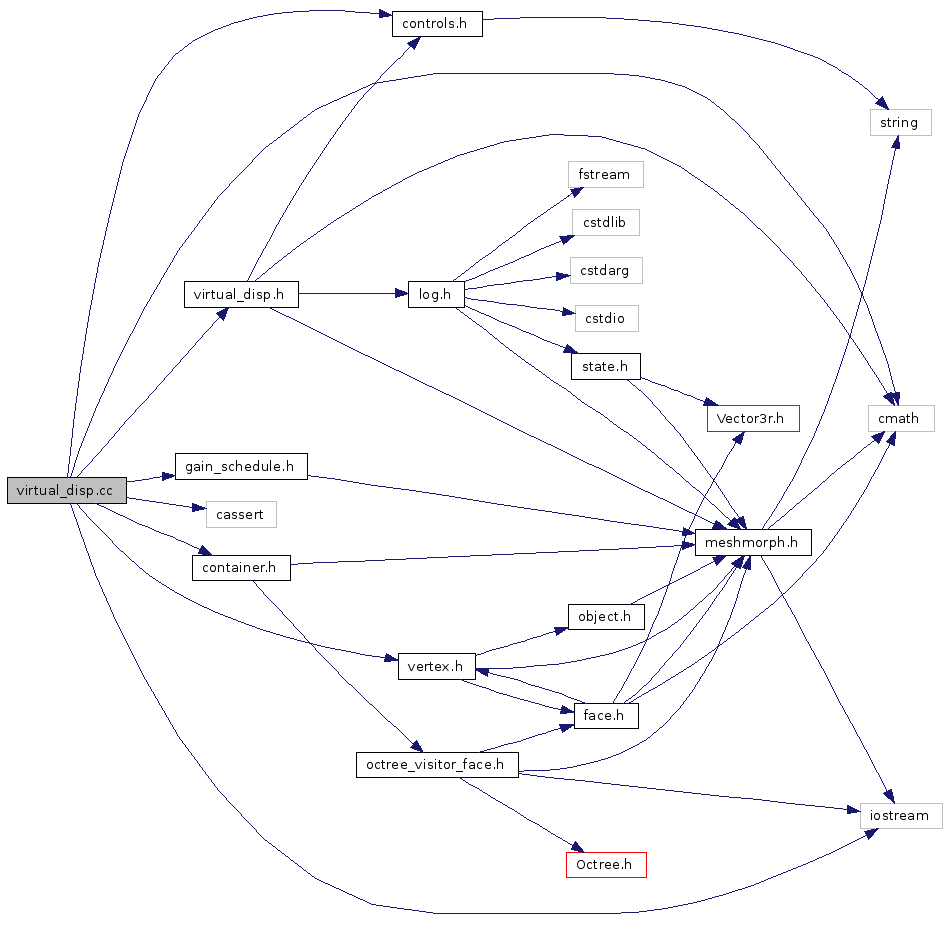 controls.h
string
fstream
cstdlib
cstdarg
virtual_disp.h
log.h
cstdio
state.h
Vector3r.h
cmath
gain_schedule.h
virtual_disp.cc
cassert
meshmorph.h
container.h
object.h
vertex.h
face.h
octree_visitor_face.h
iostream
Octree.h